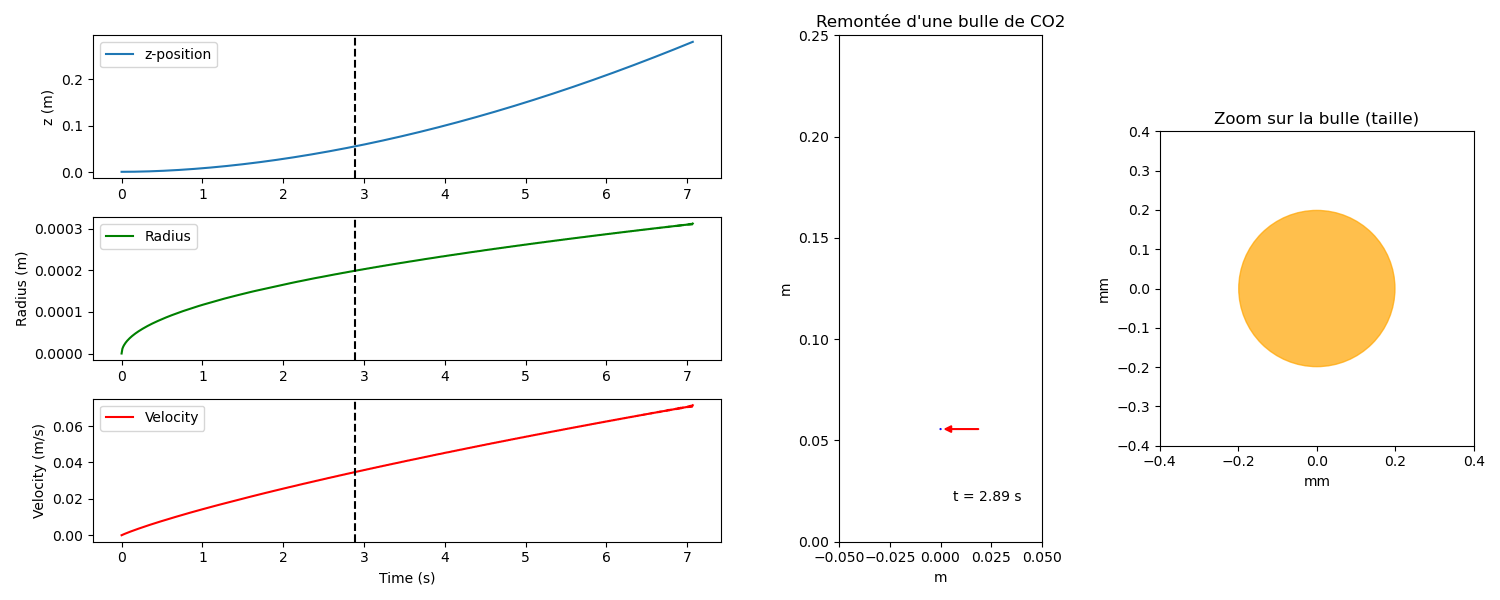 z-position
z (m)
0.2
0.1
0.0
0 1 2 3 4 5 6 7
Radius
Radius (m)
0.0003
0.0002
0.0001
0.0000
0 1 2 3 4 5 6 7
Velocity
Velocity (m/s)
0.06
0.04
0.02
0.00
0 1 2 3 4 5 6 7
Time (s)
Remontée d'une bulle de CO2
0.25
0.20
0.15
m
0.10
0.05
t = 2.89 s
0.00
−0.050 −0.025 0.000 0.025 0.050
m
Zoom sur la bulle (taille)
0.4
0.3
0.2
0.1
mm
0.0
−0.1
−0.2
−0.3
−0.4
−0.4 −0.2 0.0 0.2 0.4
mm